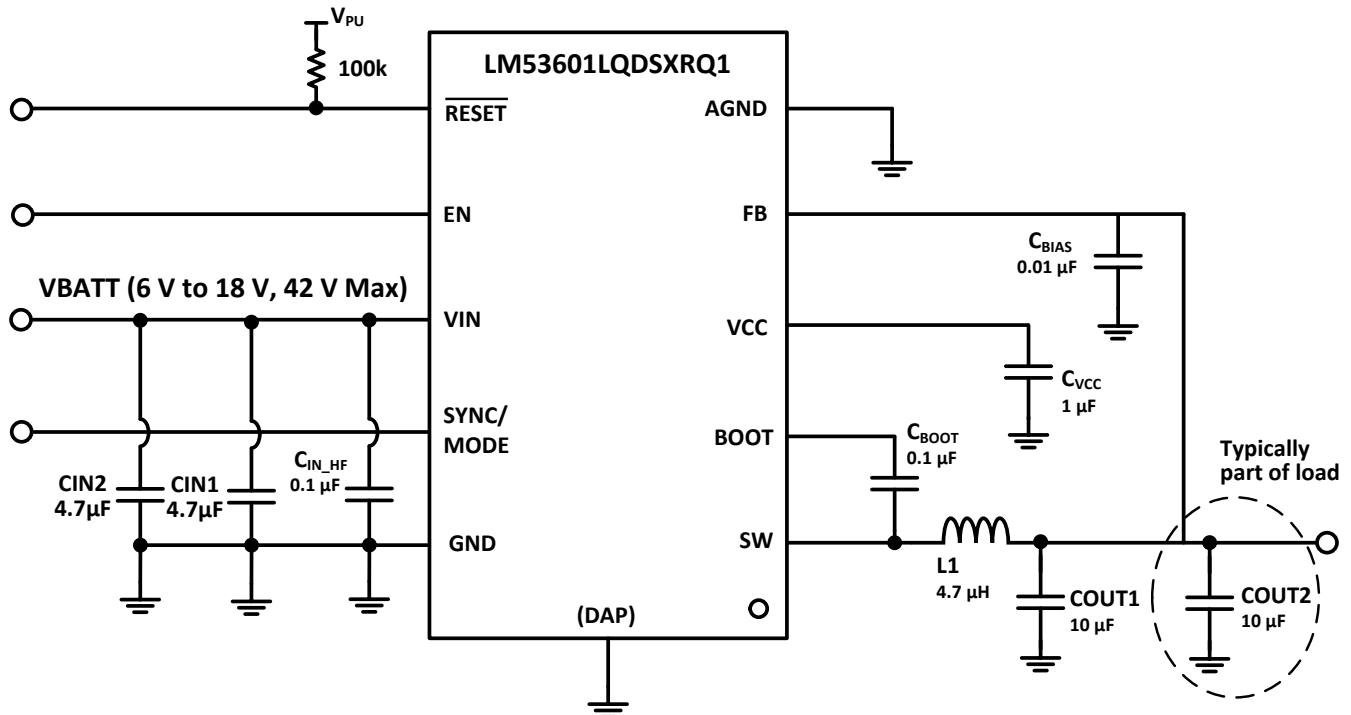 VPU
100k
LM53601LQDSXRQ1
RESET
AGND
EN
FB
CBIAS
0.01 µF
VBATT (6 V to 18 V, 42 V Max)
VIN
VCC
CVCC
1 µF
SYNC/
MODE
BOOT
CBOOT
0.1 µF
Typically
part of load
CIN2
4.7µF
CIN1
4.7µF
CIN_HF
0.1 µF
GND
SW
L1
4.7 µH
COUT1
10 µF
COUT2
10 µF
(DAP)